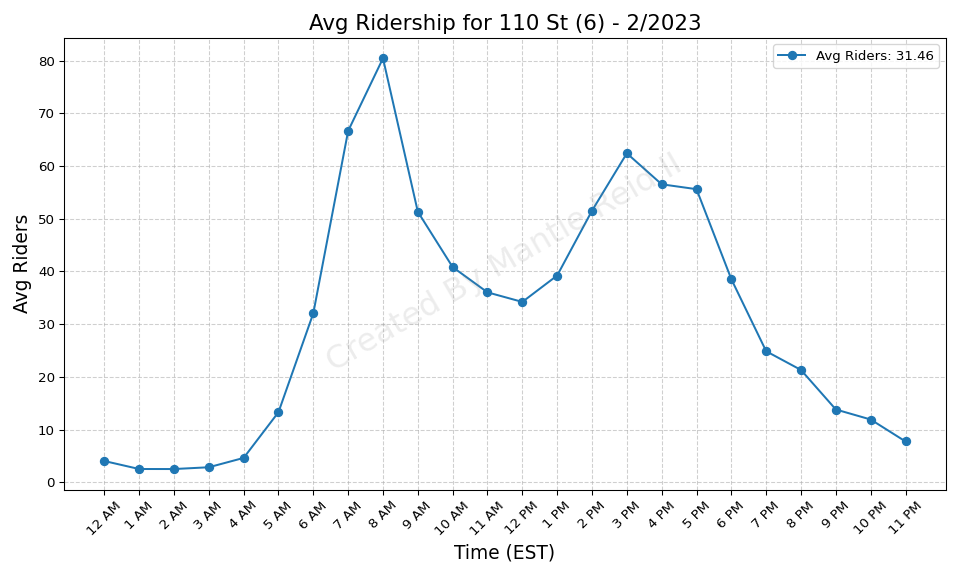 Avg Ridership for 110 St (6) - 2/2023
Avg Riders: 31.46
80
70
60
50
40
30
20
10
0
Avg Riders
Created By Mantle Reid II
12 AM 1 AM 2 AM 3 AM 4 AM 5 AM 6 AM 7 AM 8 AM 9 AM 10 AM 11 AM 12 PM 1 PM 2 PM 3 PM 4 PM 5 PM 6 PM 7 PM 8 PM 9 PM 10 PM 11 PM
Time (EST)